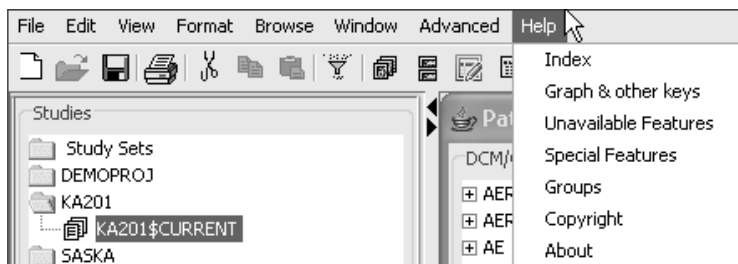 File Edit View Format Browse Window Advanced Help
Index
Graph & other keys
Unavailable Features
Special Features
Groups
Copyright
About
Studies
Study Sets
DEMOPROJ
KA201
KA201$CURRENT
SASKA
DCM/
AER
AER
AE